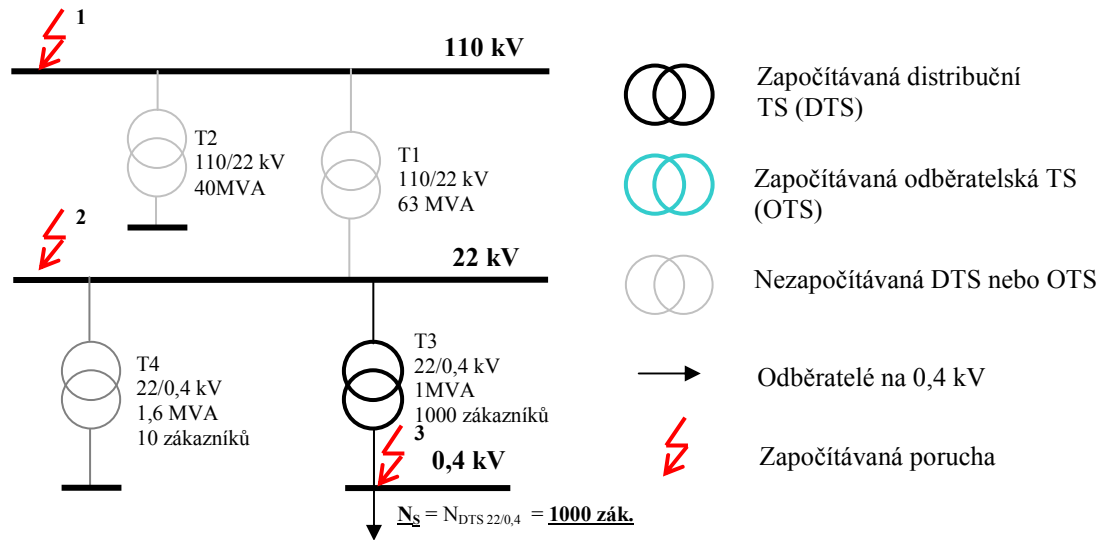 1
110 kV
T2
110/22 kV
40MVA
T1
110/22 kV
63 MVA
2
22 kV
T4
22/0,4 kV
1,6 MVA
10 zákazníků
T3
22/0,4 kV
1MVA
1000 zákazníků
3
0,4 kV
NS = NDTS 22/0,4 = 1000 zák.
Započítávaná distribuční
TS (DTS)
Započítávaná odběratelská TS
(OTS)
Nezapočítávaná DTS nebo OTS
Odběratelé na 0,4 kV
Započítávaná porucha